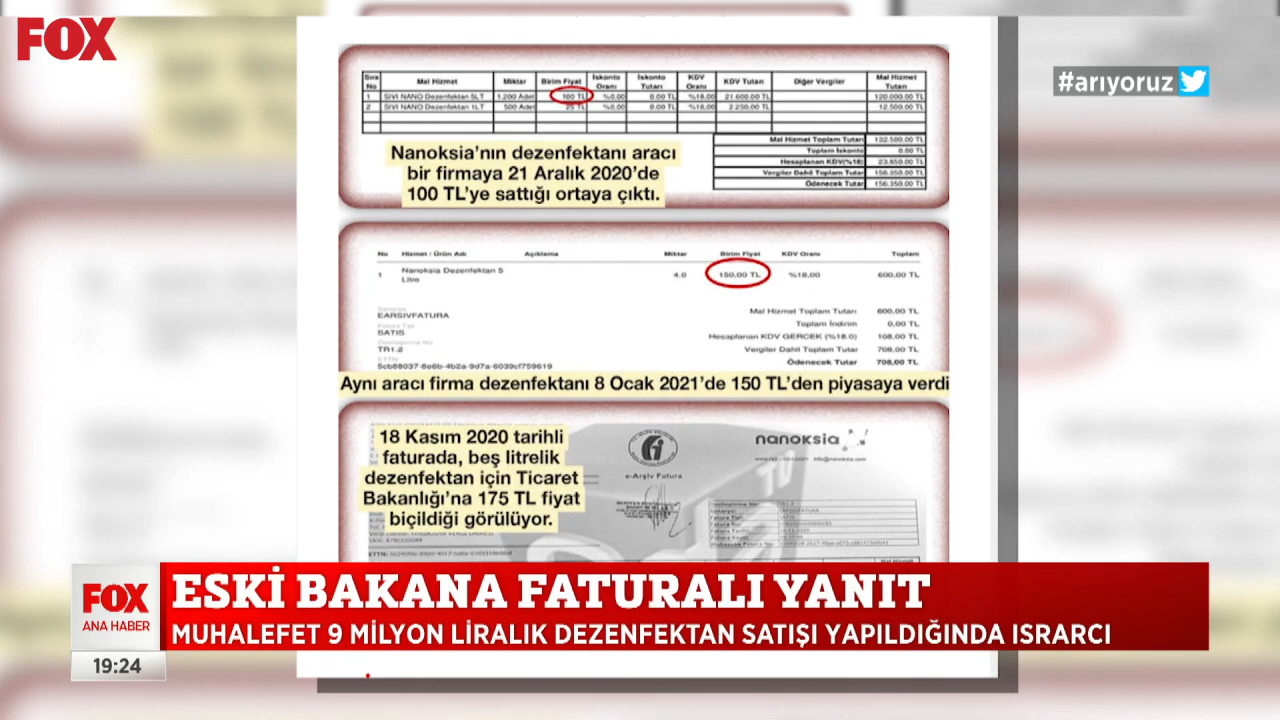 FOX
#arıyoruz
Sıra No Mal Hizmet Miktar Birim Fiyat İskonto Oranı İskonto Tutarı KDV Oranı KDV Tutarı Diğer Vergiler Mal Hizmet Tutarı
1 SIVI NANO Dezenfektan 5LT 1.200 Adet 100 TL %0.00 0.00 TL %18.00 21.600.00 TL 120.000.00 TL
2 SIVI NANO Dezenfektan 1LT 500 Adet 25 TL %0.00 0.00 TL %18.00 2.250.00 TL 12.500.00 TL
Mal Hizmet Toplam Tutarı 132.500.00 TL
Toplam İskonto 0.00 TL
Hesaplanan KDV(%18) 23.850.00 TL
Vergiler Dahil Toplam Tutar 156.350.00 TL
Ödenecek Tutar 156.350.00 TL
Nanoksia’nın dezenfektanı aracı
bir firmaya 21 Aralık 2020’de
100 TL’ye sattığı ortaya çıktı.
No Hizmet / Ürün Adı Açıklama Miktar Birim Fiyat KDV Oranı Toplam
1 Nanoksia Dezenfektan 5 4.0 150,00 TL %18.00 600,00 TL
Litre
Mal Hizmet Toplam Tutarı 600,00 TL
Toplam İndirim 0,00 TL
Hesaplanan KDV GERCEK (%18.0) 108,00 TL
Vergiler Dahil Toplam Tutar 708,00 TL
Ödenecek Tutar 708,00 TL
EARSIVFATURA
SATIS
TR1.2
ETTN
5cb68037-8e6b-4b2a-9d7a-6039cf759619
Aynı aracı firma dezenfektanı 8 Ocak 2021’de 150 TL’den piyasaya verdi
18 Kasım 2020 tarihli
faturada, beş litrelik
dezenfektan için Ticaret
Bakanlığı’na 175 TL fiyat
biçildiği görülüyor.
e-Arşiv Fatura
nanoksia
FOX
ANA HABER
19:24
ESKİ BAKANA FATURALI YANIT
MUHALEFET 9 MİLYON LİRALIK DEZENFEKTAN SATIŞI YAPILDIĞINDA ISRARCI